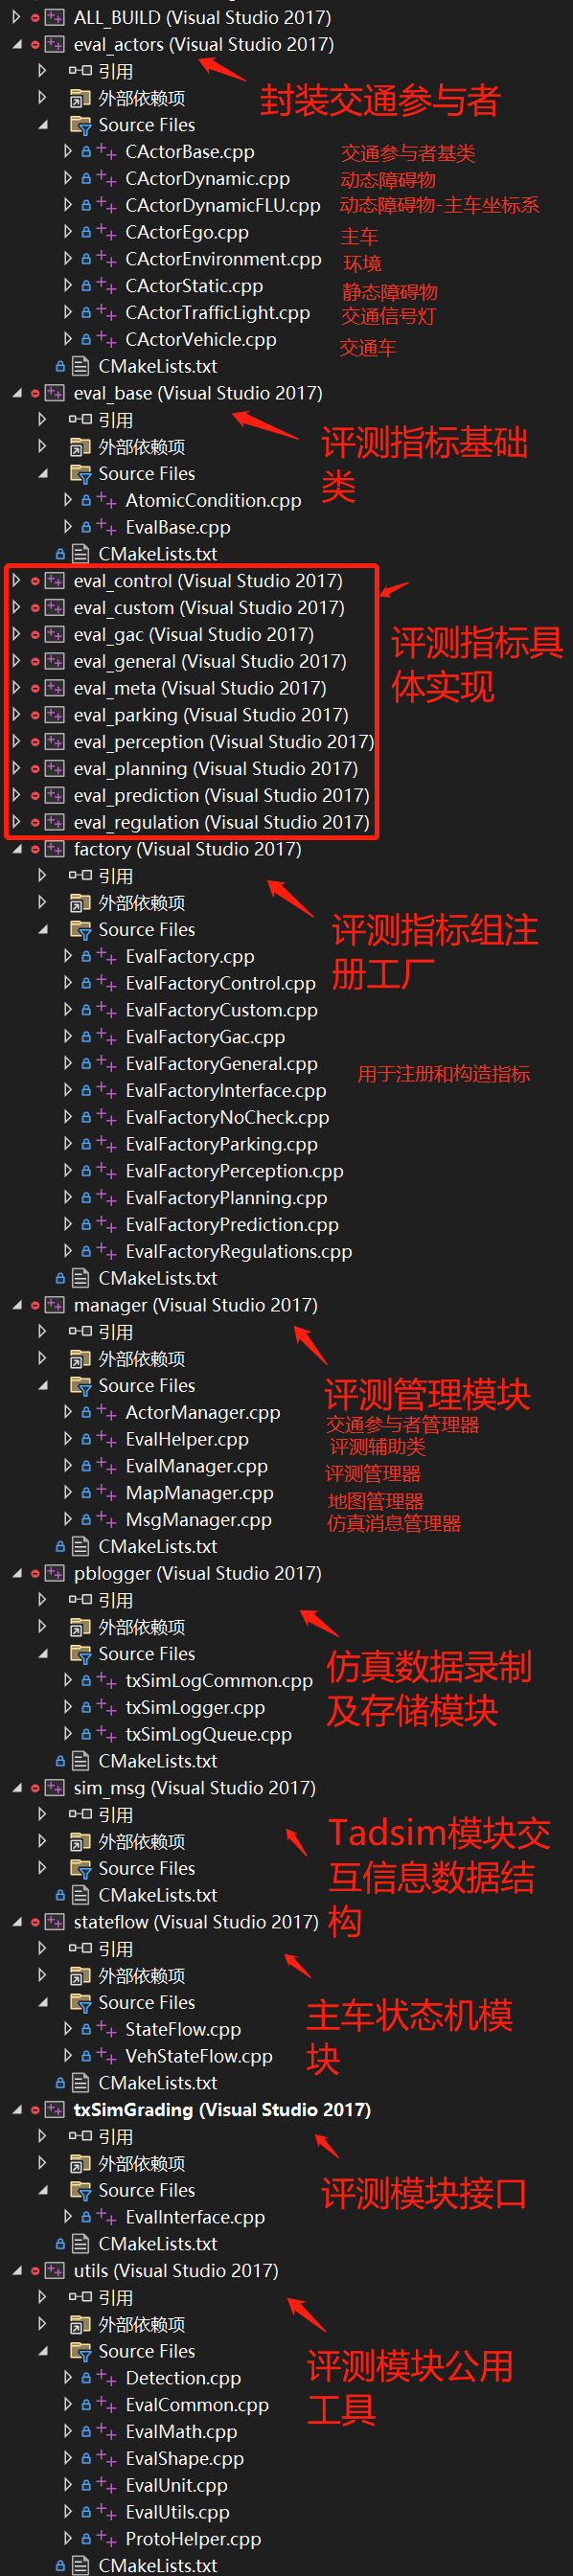 ALL_BUILD (Visual Studio 2017)
eval_actors (Visual Studio 2017)
引用
封装交通参与者
外部依赖项
Source Files
CActorBase.cpp 交通参与者基类
CActorDynamic.cpp 动态障碍物
CActorDynamicFLU.cpp 动态障碍物-主车坐标系
CActorEgo.cpp 主车
CActorEnvironment.cpp 环境
CActorStatic.cpp 静态障碍物
CActorTrafficLight.cpp 交通信号灯
CActorVehicle.cpp 交通车
CMakeLists.txt
eval_base (Visual Studio 2017)
引用
外部依赖项
评测指标基础
类
Source Files
AtomicCondition.cpp
EvalBase.cpp
CMakeLists.txt
eval_control (Visual Studio 2017)
eval_custom (Visual Studio 2017)
eval_gac (Visual Studio 2017)
评测指标具
体实现
eval_general (Visual Studio 2017)
eval_meta (Visual Studio 2017)
eval_parking (Visual Studio 2017)
eval_perception (Visual Studio 2017)
eval_planning (Visual Studio 2017)
eval_prediction (Visual Studio 2017)
eval_regulation (Visual Studio 2017)
factory (Visual Studio 2017)
引用
外部依赖项
评测指标组注
册工厂
Source Files
EvalFactory.cpp
EvalFactoryControl.cpp
EvalFactoryCustom.cpp
EvalFactoryGac.cpp
EvalFactoryGeneral.cpp 用于注册和构造指标
EvalFactoryInterface.cpp
EvalFactoryNoCheck.cpp
EvalFactoryParking.cpp
EvalFactoryPerception.cpp
EvalFactoryPlanning.cpp
EvalFactoryPrediction.cpp
EvalFactoryRegulations.cpp
CMakeLists.txt
manager (Visual Studio 2017)
引用
外部依赖项
Source Files
评测管理模块
ActorManager.cpp 交通参与者管理器
EvalHelper.cpp 评测辅助类
EvalManager.cpp 评测管理器
MapManager.cpp 地图管理器
MsgManager.cpp 仿真消息管理器
CMakeLists.txt
pblogger (Visual Studio 2017)
引用
外部依赖项
Source Files
仿真数据录制
及存储模块
txSimLogCommon.cpp
txSimLogger.cpp
txSimLogQueue.cpp
CMakeLists.txt
sim_msg (Visual Studio 2017)
引用
外部依赖项
Source Files
Tadsim模块交
互信息数据结
构
CMakeLists.txt
stateflow (Visual Studio 2017)
引用
外部依赖项
Source Files
主车状态机模
块
StateFlow.cpp
VehStateFlow.cpp
CMakeLists.txt
txSimGrading (Visual Studio 2017)
引用
外部依赖项
Source Files
评测模块接口
EvalInterface.cpp
CMakeLists.txt
utils (Visual Studio 2017)
引用
外部依赖项
Source Files
评测模块公用
工具
Detection.cpp
EvalCommon.cpp
EvalMath.cpp
EvalShape.cpp
EvalUnit.cpp
EvalUtils.cpp
ProtoHelper.cpp
CMakeLists.txt